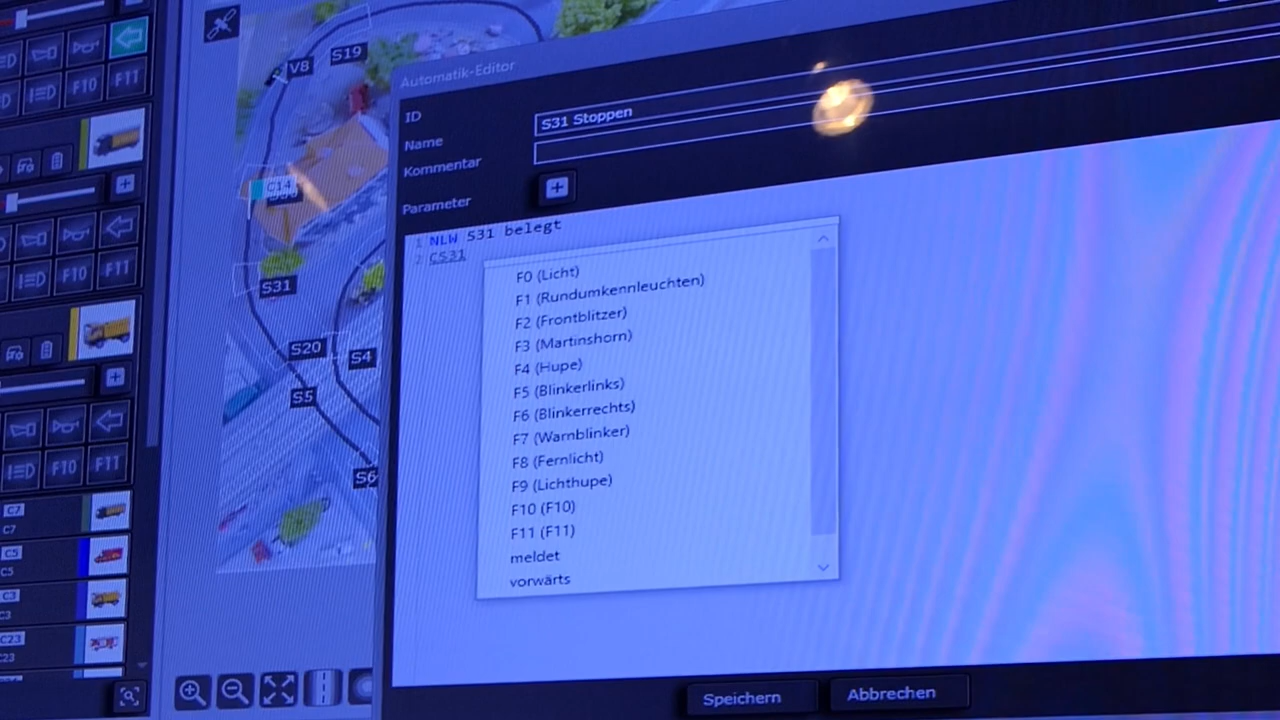 F10
F11
F10
F11
F10
F11
C7
C7
C5
C5
C3
C3
C23
C23
V8
S19
C14
S31
S20
S4
S5
S6
Automatik-Editor
ID
Name
S31 Stoppen
Kommentar
Parameter
1 NLW S31 belegt
2 CS31
F0 (Licht)
F1 (Rundumkennleuchten)
F2 (Frontblitzer)
F3 (Martinshorn)
F4 (Hupe)
F5 (Blinkerlinks)
F6 (Blinkerrechts)
F7 (Warnblinker)
F8 (Fernlicht)
F9 (Lichthupe)
F10 (F10)
F11 (F11)
meldet
vorwärts
Speichern
Abbrechen